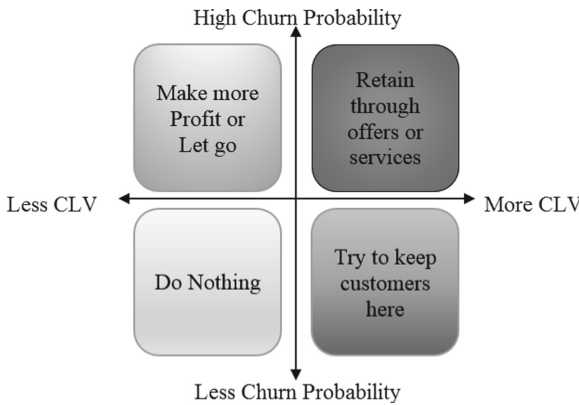 High Churn Probability
Make more
Profit or
Let go
Retain
through
offers or
services
Less CLV
More CLV
Do Nothing
Try to keep
customers
here
Less Churn Probability